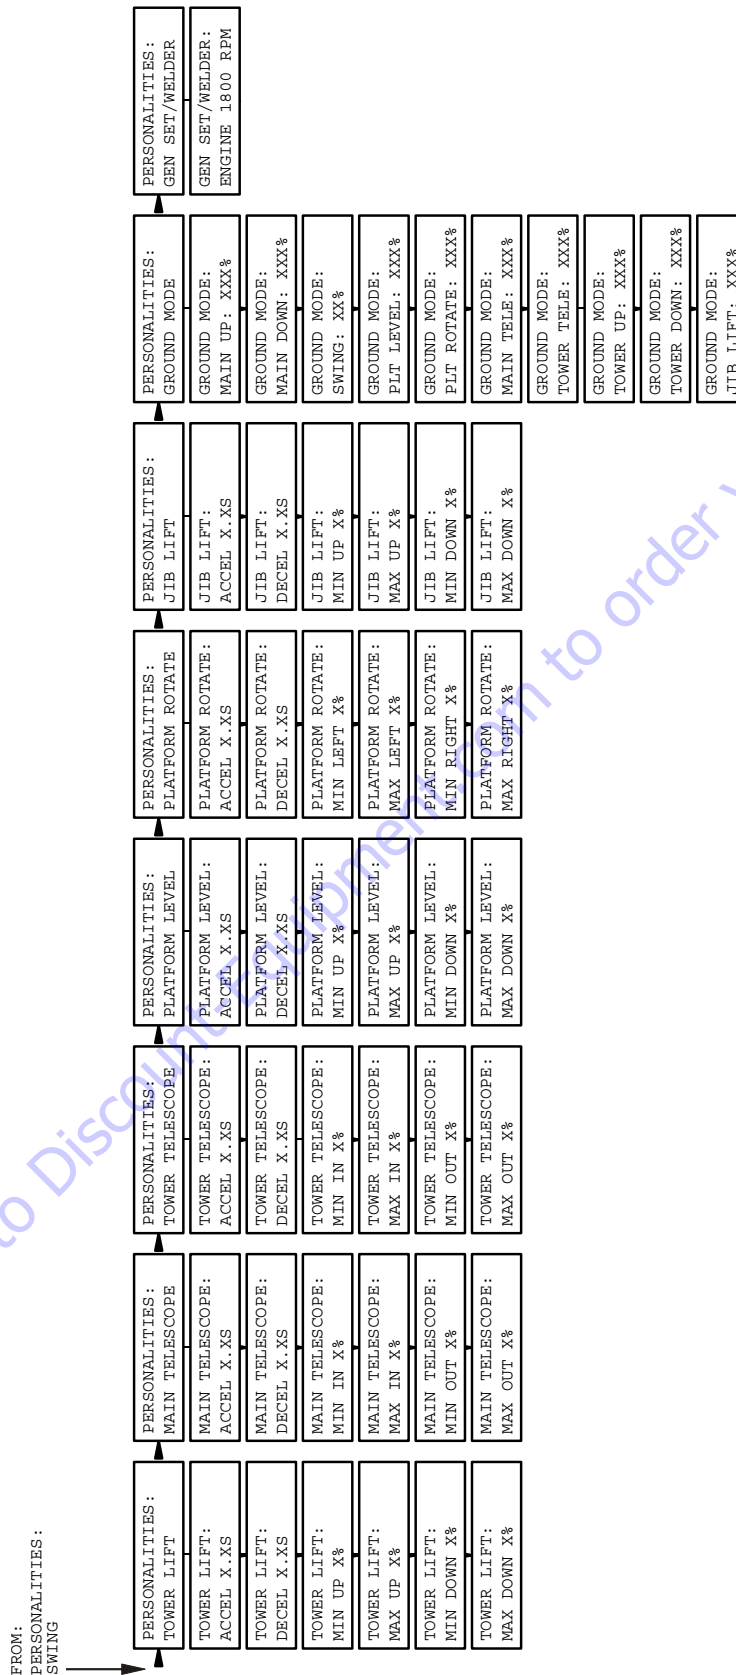 FROM:
PERSONALITIES:
SWING
PERSONALITIES:
TOWER LIFT
TOWER LIFT:
ACCEL X.XS
TOWER LIFT:
DECEL X.XS
TOWER LIFT:
MIN UP X%
TOWER LIFT:
MAX UP X%
TOWER LIFT:
MIN DOWN X%
TOWER LIFT:
MAX DOWN X%
PERSONALITIES:
MAIN TELESCOPE
MAIN TELESCOPE:
ACCEL X.XS
MAIN TELESCOPE:
DECEL X.XS
MAIN TELESCOPE:
MIN IN X%
MAIN TELESCOPE:
MAX IN X%
MAIN TELESCOPE:
MIN OUT X%
MAIN TELESCOPE:
MAX OUT X%
PERSONALITIES:
TOWER TELESCOPE
TOWER TELESCOPE:
ACCEL X.XS
TOWER TELESCOPE:
DECEL X.XS
TOWER TELESCOPE:
MIN IN X%
TOWER TELESCOPE:
MAX IN X%
TOWER TELESCOPE:
MIN OUT X%
TOWER TELESCOPE:
MAX OUT X%
PERSONALITIES:
PLATFORM LEVEL
PLATFORM LEVEL:
ACCEL X.XS
PLATFORM LEVEL:
DECEL X.XS
PLATFORM LEVEL:
MIN UP X%
PLATFORM LEVEL:
MAX UP X%
PLATFORM LEVEL:
MIN DOWN X%
PLATFORM LEVEL:
MAX DOWN X%
PERSONALITIES:
PLATFORM ROTATE
PLATFORM ROTATE:
ACCEL X.XS
PLATFORM ROTATE:
DECEL X.XS
PLATFORM ROTATE:
MIN LEFT X%
PLATFORM ROTATE:
MAX LEFT X%
PLATFORM ROTATE:
MIN RIGHT X%
PLATFORM ROTATE:
MAX RIGHT X%
PERSONALITIES:
JIB LIFT
JIB LIFT:
ACCEL X.XS
JIB LIFT:
DECEL X.XS
JIB LIFT:
MIN UP X%
JIB LIFT:
MAX UP X%
JIB LIFT:
MIN DOWN X%
JIB LIFT:
MAX DOWN X%
PERSONALITIES:
GROUND MODE
GROUND MODE:
MAIN UP: XXX%
GROUND MODE:
MAIN DOWN: XXX%
GROUND MODE:
SWING: XX%
GROUND MODE:
PLT LEVEL: XXX%
GROUND MODE:
PLT ROTATE: XXX%
GROUND MODE:
MAIN TELE: XXX%
GROUND MODE:
TOWER TELE: XXX%
GROUND MODE:
TOWER UP: XXX%
GROUND MODE:
TOWER DOWN: XXX%
GROUND MODE:
JIB LIFT: XXX%
PERSONALITIES:
GEN SET/WELDER
GEN SET/WELDER:
ENGINE 1800 RPM
to Discount-Equipment.com to order